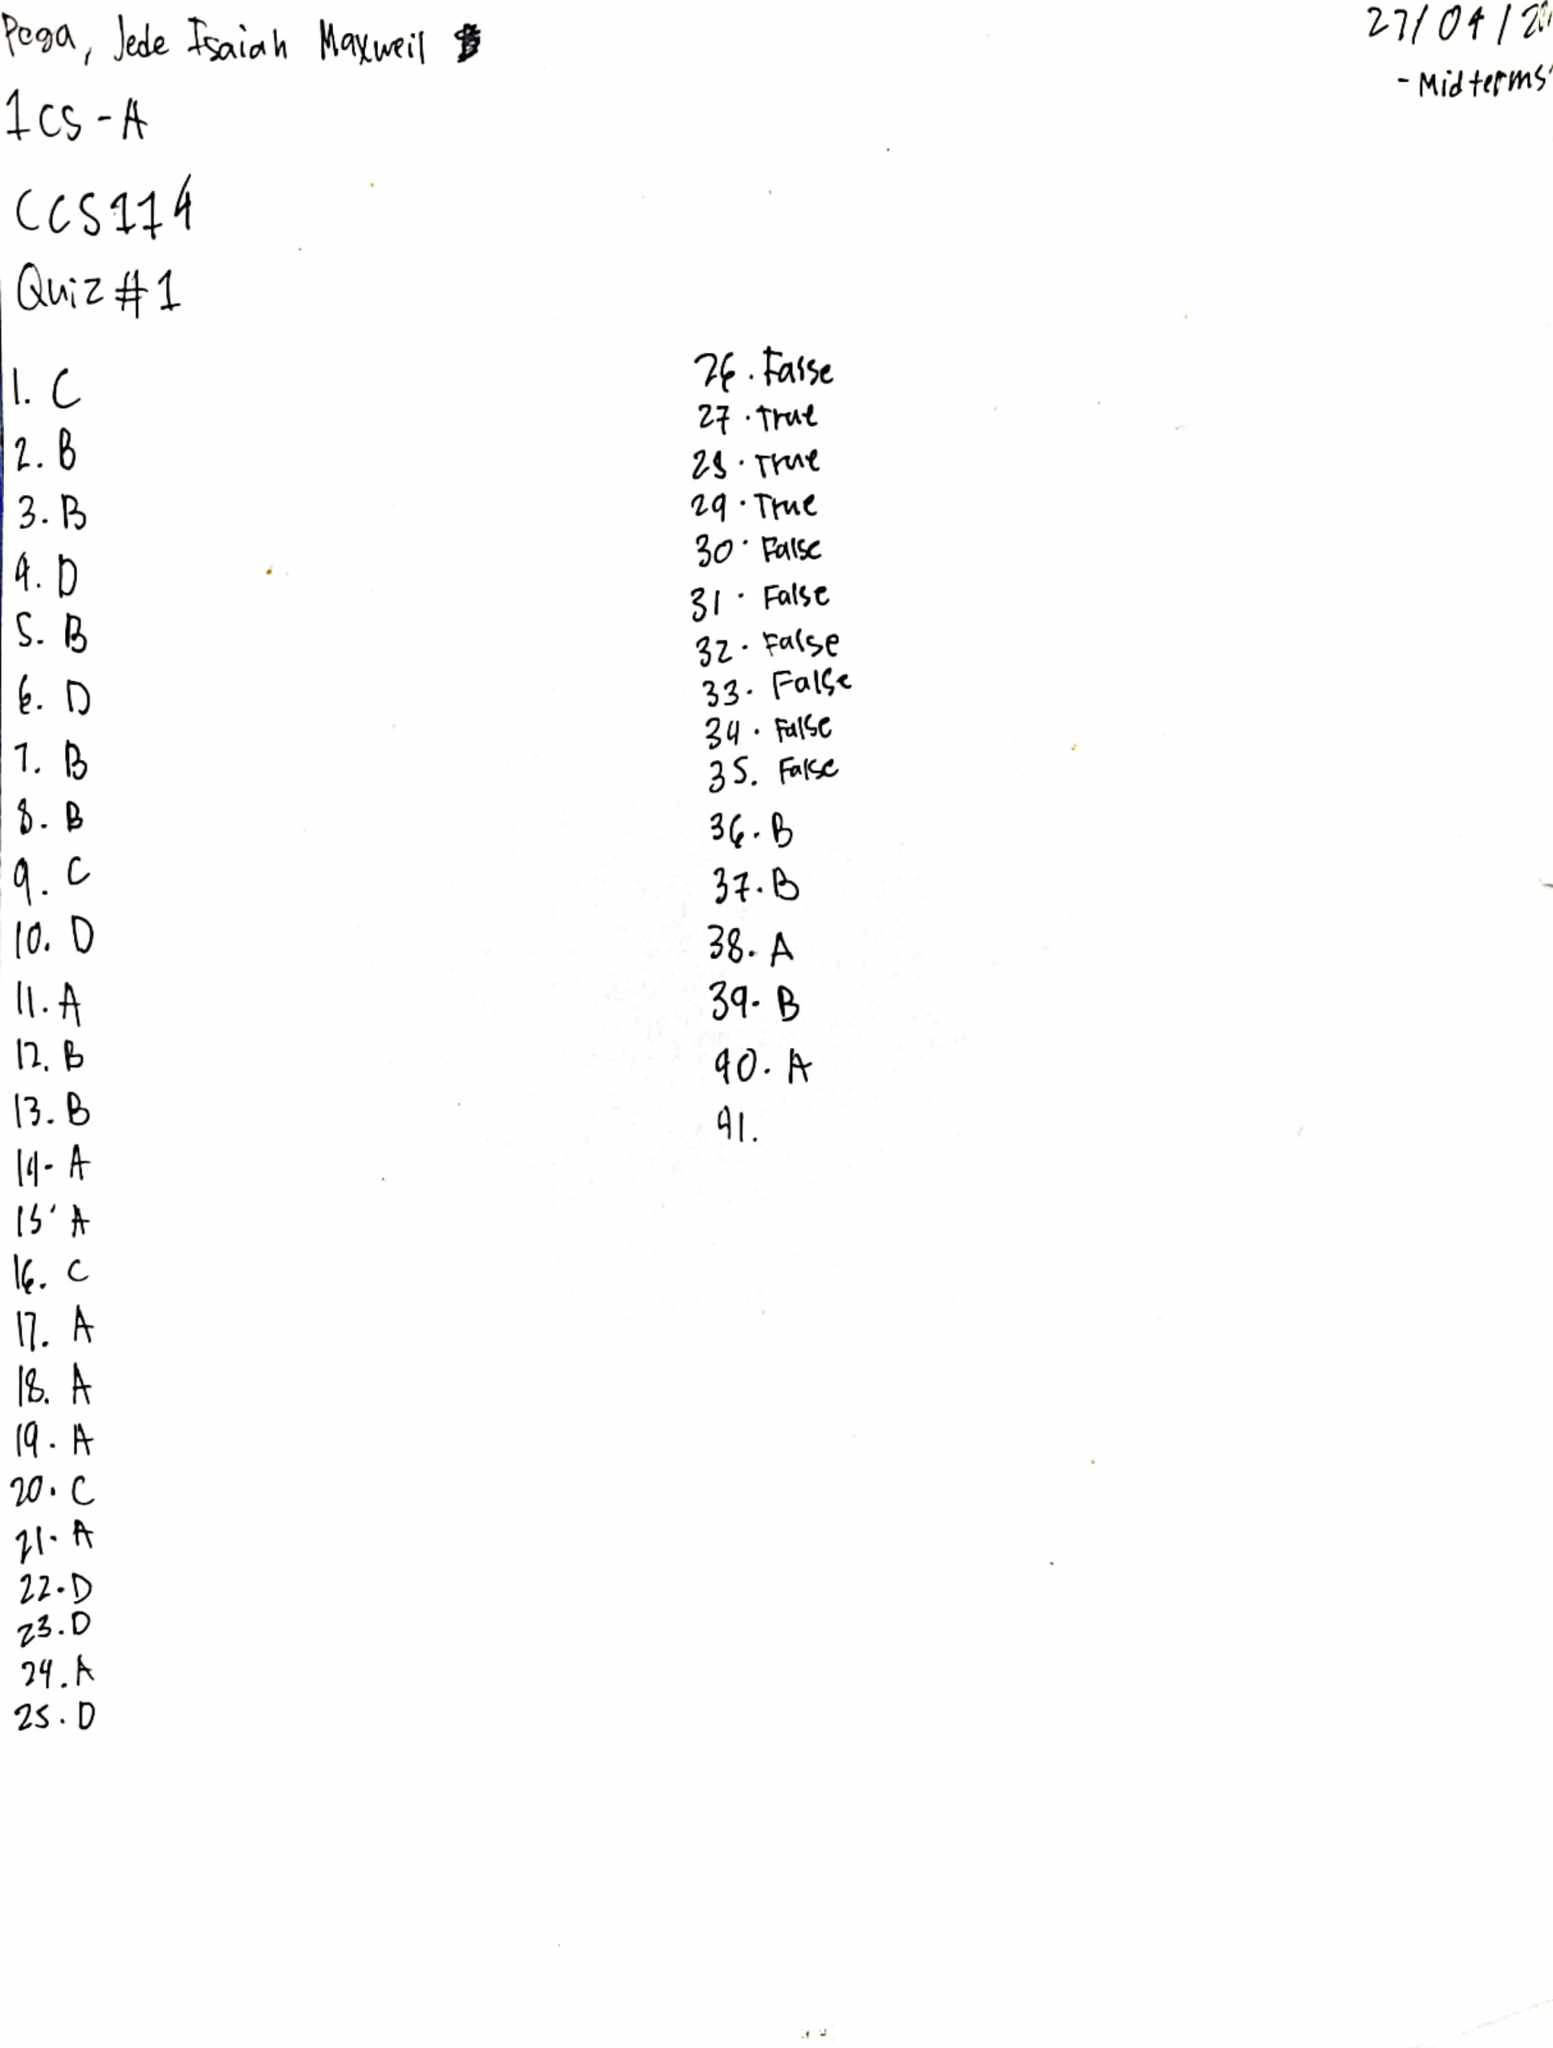 Pega, Jede Isaiah Maxweil
27/04/20
- Midterms
1CS-A
CCS114
Quiz#1
1. C
2. B
3. B
4. D
5. B
6. D
7. B
8. B
9. C
10. D
11. A
12. B
13. B
14. A
15. A
16. C
17. A
18. A
19. A
20. C
21. A
22. D
23. D
24. A
25. D
26. False
27. True
28. True
29. True
30. False
31. False
32. False
33. False
34. False
35. False
36. B
37. B
38. A
39. B
40. A
41.